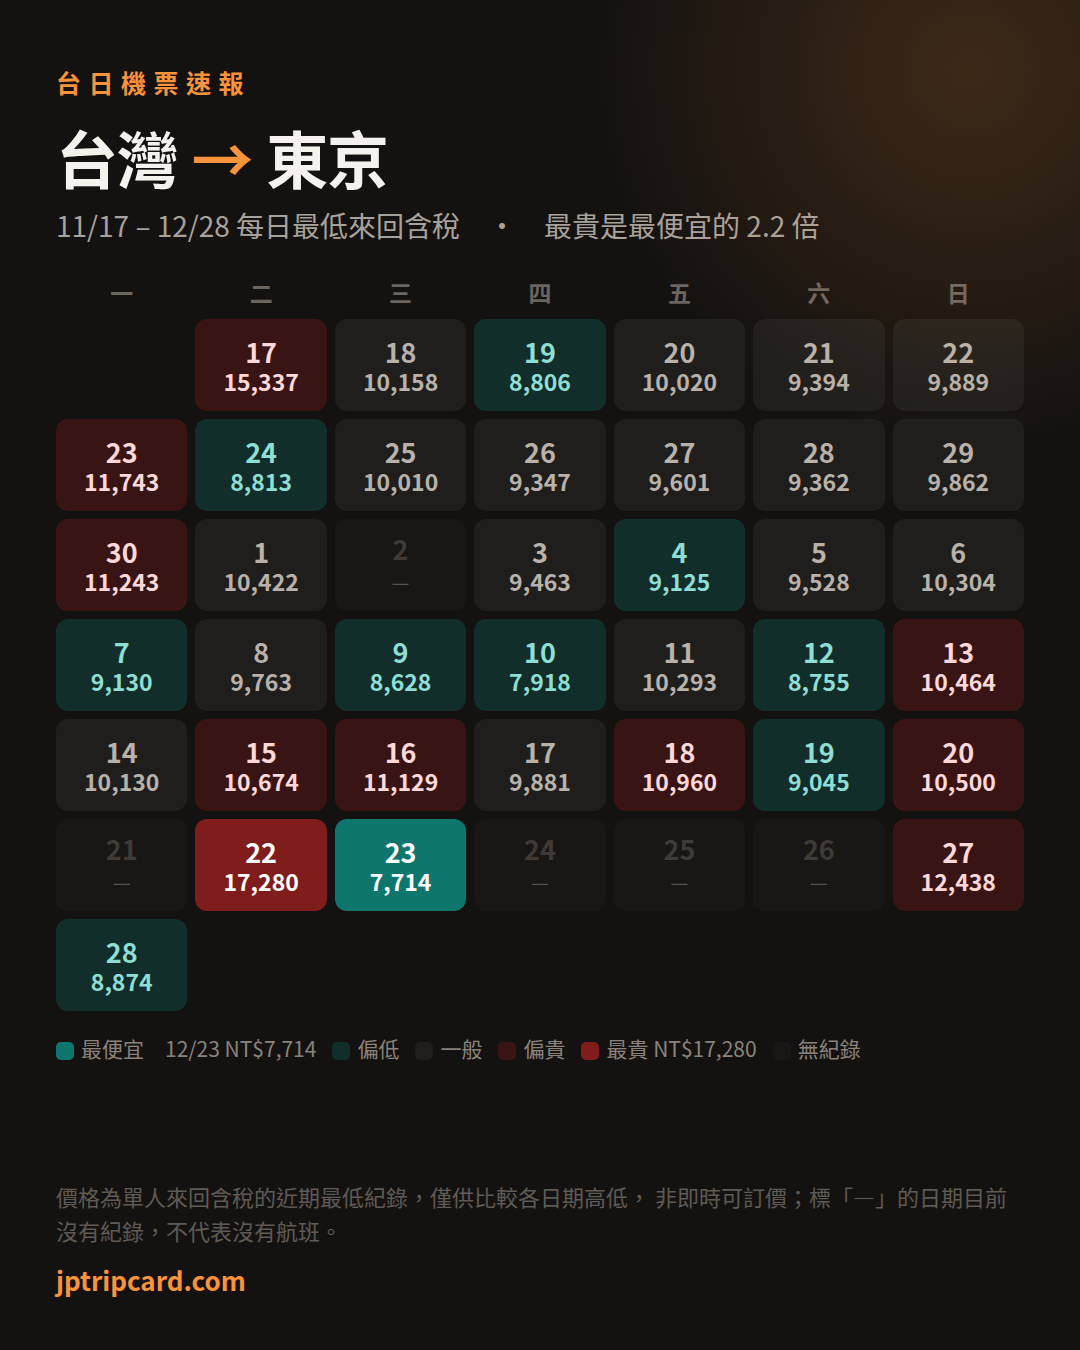 台日機票速報
台灣 → 東京
11/17 – 12/28 每日最低來回含稅 · 最貴是最便宜的 2.2 倍
一 二 三 四 五 六 日
17 18 19 20 21 22
15,337 10,158 8,806 10,020 9,394 9,889
23 24 25 26 27 28 29
11,743 8,813 10,010 9,347 9,601 9,362 9,862
30 1 2 3 4 5 6
11,243 10,422 — 9,463 9,125 9,528 10,304
7 8 9 10 11 12 13
9,130 9,763 8,628 7,918 10,293 8,755 10,464
14 15 16 17 18 19 20
10,130 10,674 11,129 9,881 10,960 9,045 10,500
21 22 23 24 25 26 27
— 17,280 7,714 — — — 12,438
28
8,874
最便宜 12/23 NT$7,714 偏低 一般 偏貴 最貴 NT$17,280 無紀錄
價格為單人來回含稅的近期最低紀錄，僅供比較各日期高低， 非即時可訂價；標「—」的日期目前
沒有紀錄，不代表沒有航班。
jptripcard.com